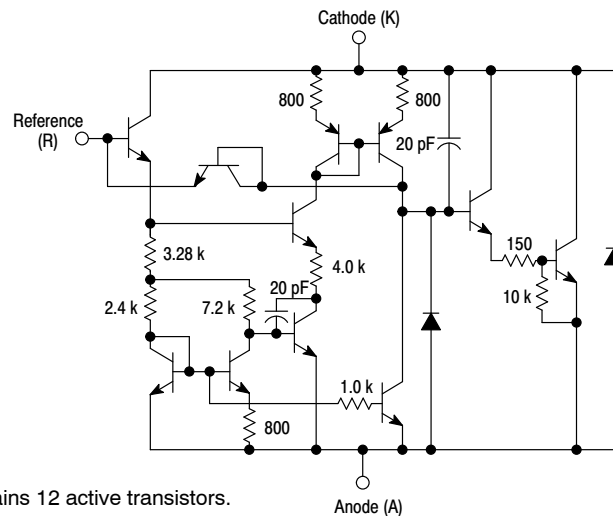 Cathode (K)
800
800
Reference
(R)
20 pF
3.28 k
150
4.0 k
20 pF
2.4 k
7.2 k
10 k
1.0 k
800
ains 12 active transistors.
Anode (A)